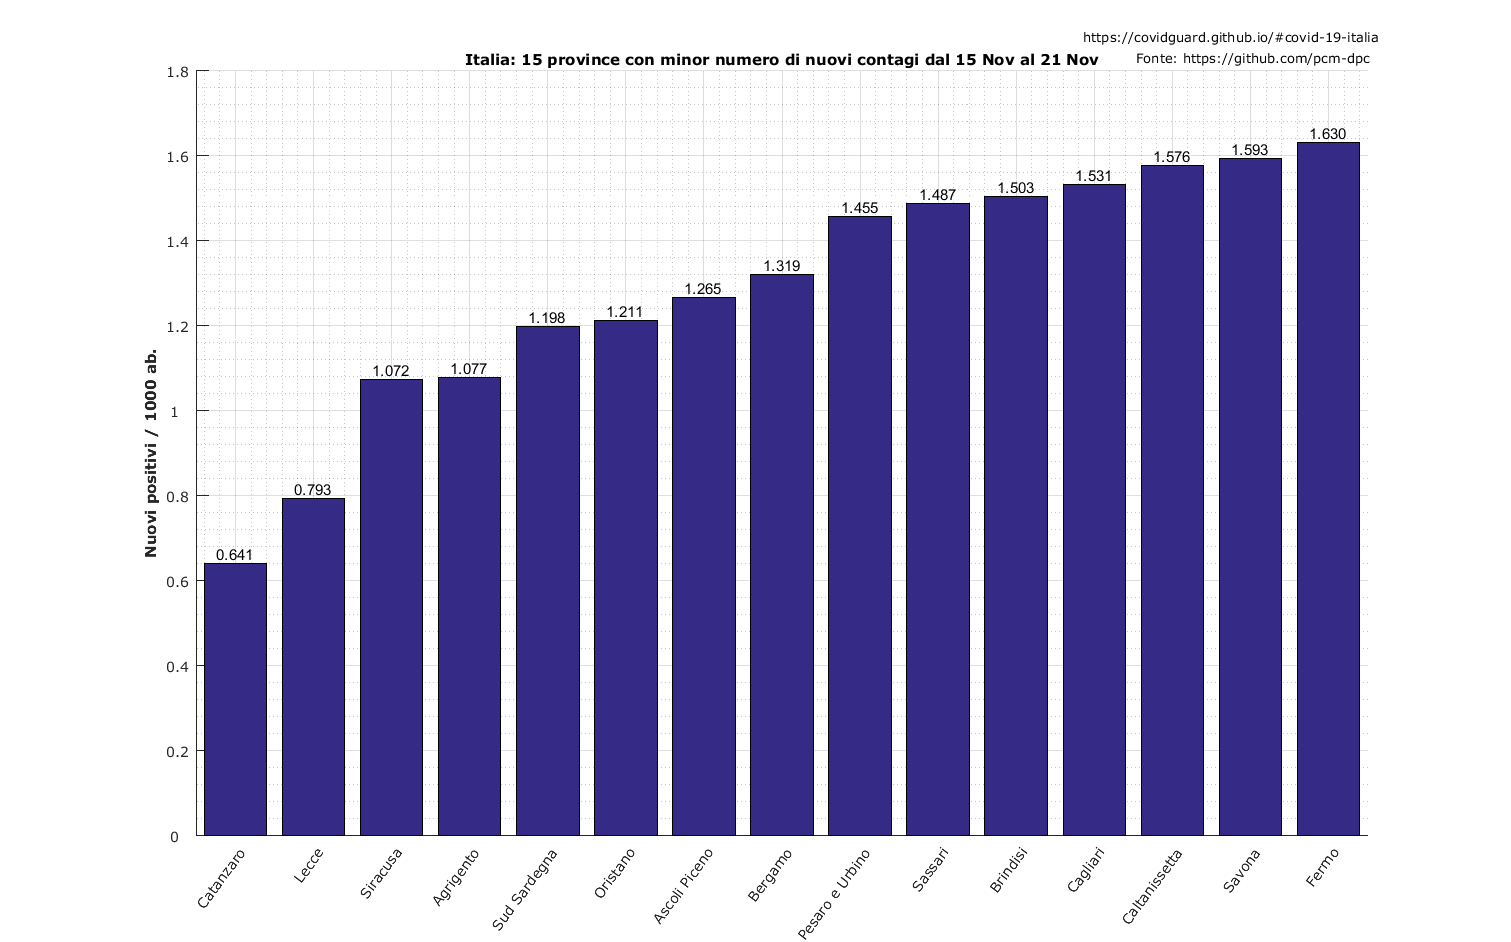 https://covidguard.github.io/#covid-19-italia
Italia: 15 province con minor numero di nuovi contagi dal 15 Nov al 21 Nov
Fonte: https://github.com/pcm-dpc
Nuovi positivi / 1000 ab.
1.8
1.6
1.4
1.2
1
0.8
0.6
0.4
0.2
0
0.641
0.793
1.072
1.077
1.198
1.211
1.265
1.319
1.455
1.487
1.503
1.531
1.576
1.593
1.630
Catanzaro
Lecce
Siracusa
Agrigento
Sud Sardegna
Oristano
Ascoli Piceno
Bergamo
Pesaro e Urbino
Sassari
Brindisi
Cagliari
Caltanissetta
Savona
Fermo